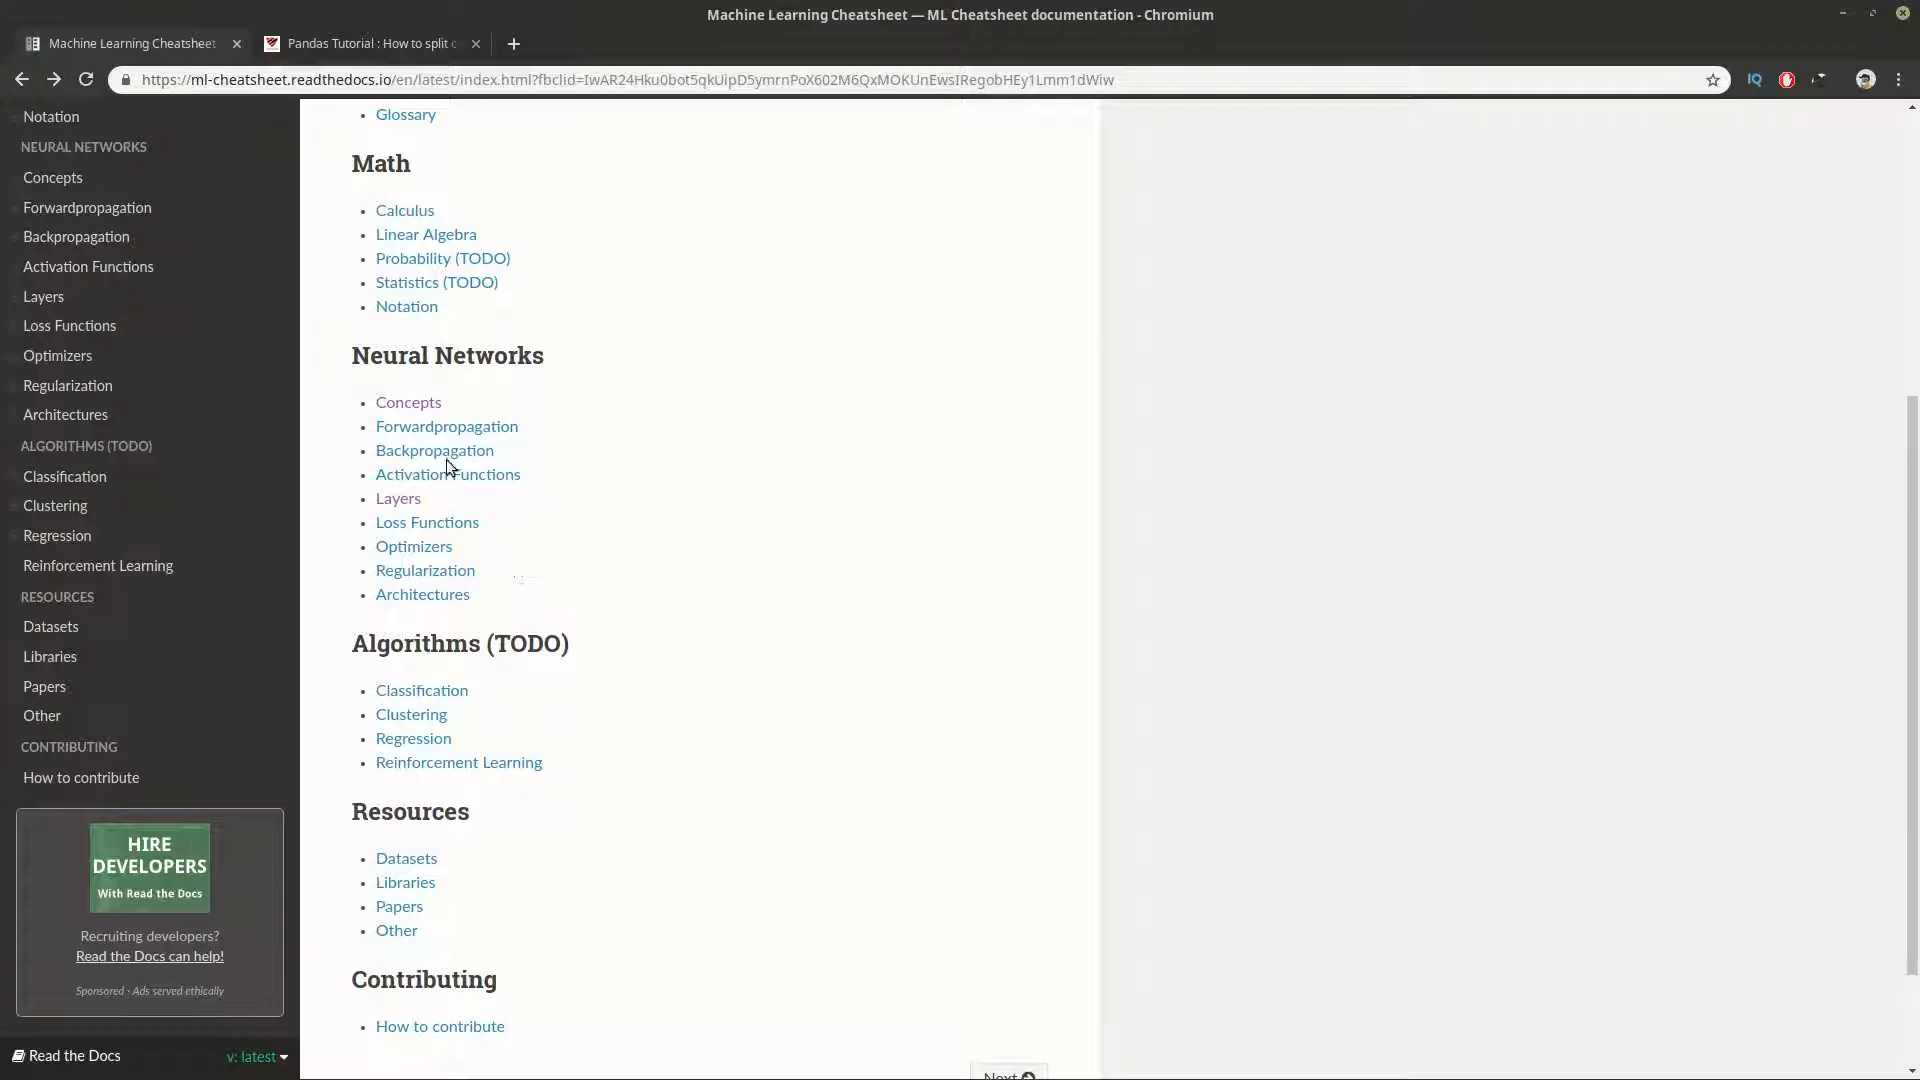 Machine Learning Cheatsheet — ML Cheatsheet documentation - Chromium
Machine Learning Cheatsheet
Pandas Tutorial : How to split c
https://ml-cheatsheet.readthedocs.io/en/latest/index.html?fbclid=IwAR24Hku0bot5qkUipD5ymrnPoX602M6QxMOKUnEwsIRegobHEy1Lmm1dWiw
IQ
Notation
NEURAL NETWORKS
Concepts
Forwardpropagation
Backpropagation
Activation Functions
Layers
Loss Functions
Optimizers
Regularization
Architectures
ALGORITHMS (TODO)
Classification
Clustering
Regression
Reinforcement Learning
RESOURCES
Datasets
Libraries
Papers
Other
CONTRIBUTING
How to contribute
HIRE
DEVELOPERS
With Read the Docs
Recruiting developers?
Read the Docs can help!
Sponsored · Ads served ethically
Read the Docs
v: latest
Glossary
Math
Calculus
Linear Algebra
Probability (TODO)
Statistics (TODO)
Notation
Neural Networks
Concepts
Forwardpropagation
Backpropagation
Activation Functions
Layers
Loss Functions
Optimizers
Regularization
Architectures
Algorithms (TODO)
Classification
Clustering
Regression
Reinforcement Learning
Resources
Datasets
Libraries
Papers
Other
Contributing
How to contribute
Next